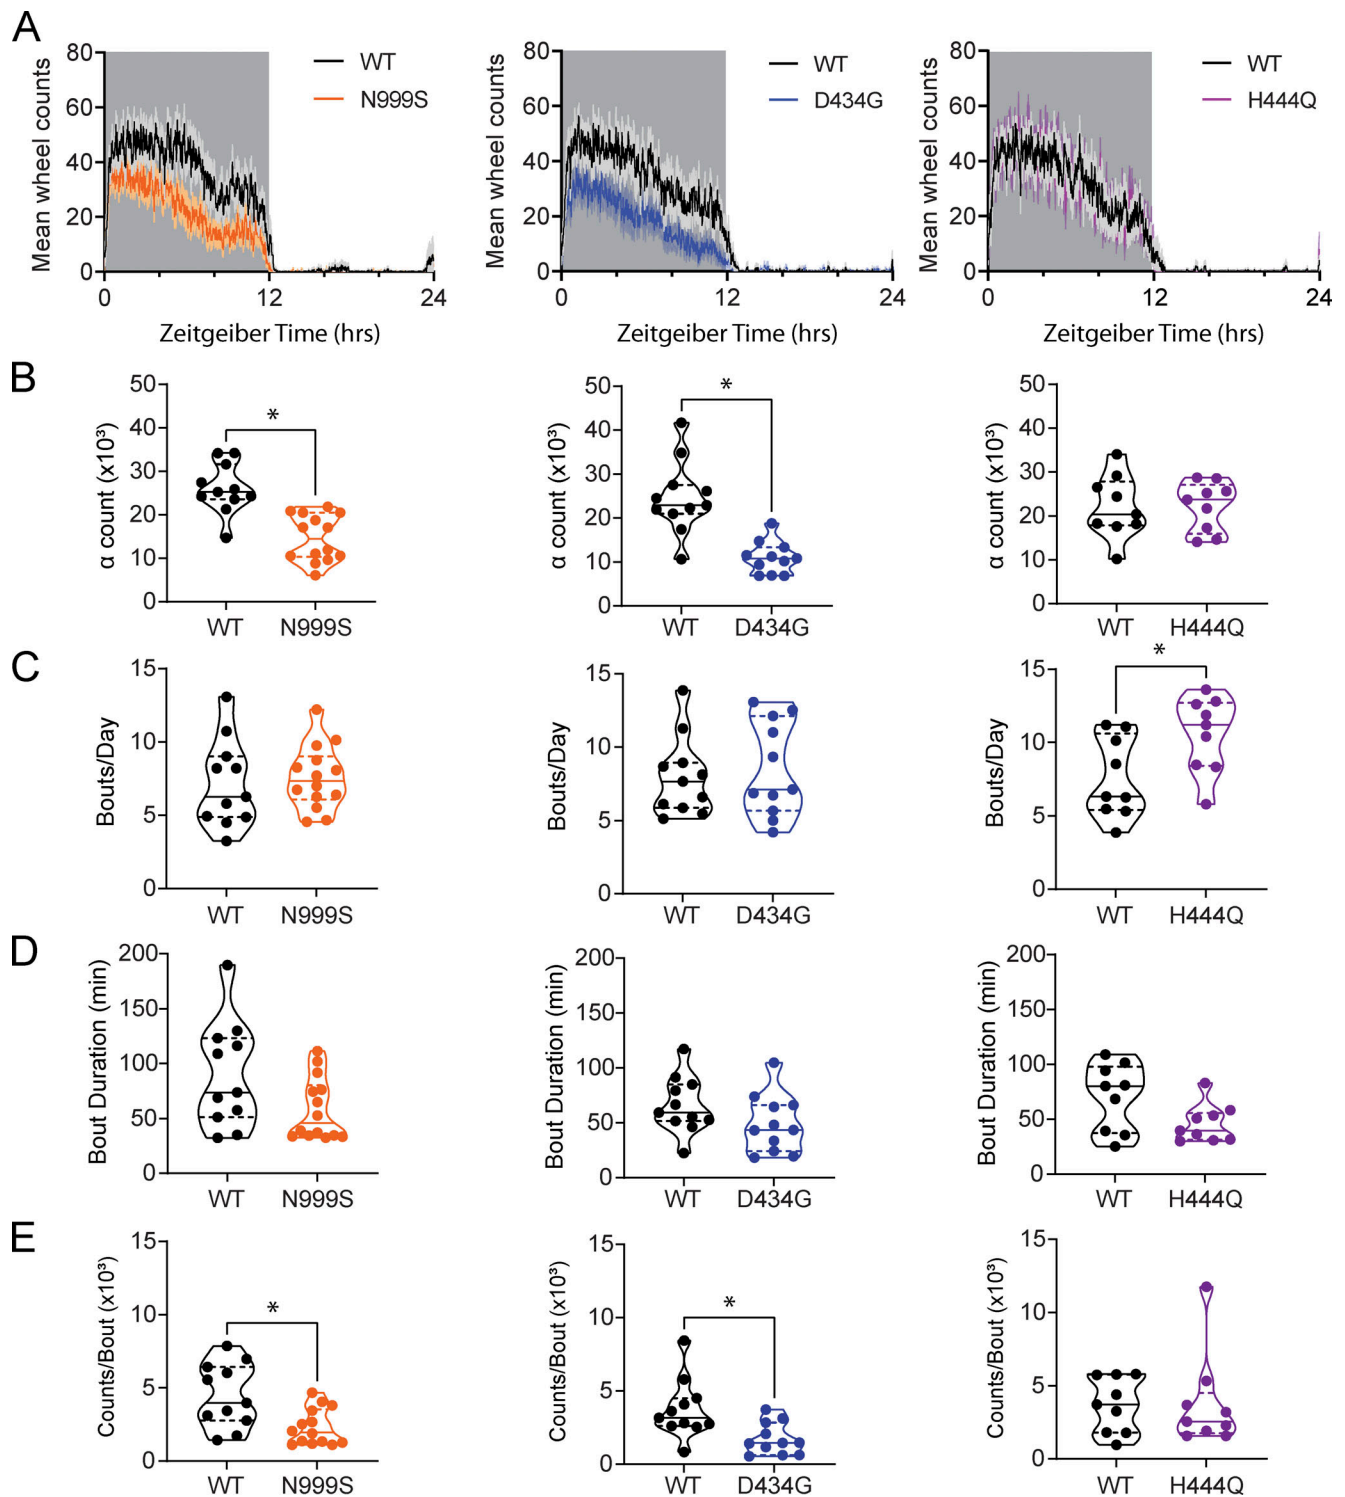 A
Mean wheel counts
80
60
40
20
0
0
12
24
WT
N999S
Zeitgeiber Time (hrs)
Mean wheel counts
80
60
40
20
0
0
12
24
WT
D434G
Zeitgeiber Time (hrs)
Mean wheel counts
80
60
40
20
0
0
12
24
WT
H444Q
Zeitgeiber Time (hrs)
B
α count (x10³)
50
40
30
20
10
0
*
WT N999S
α count (x10³)
50
40
30
20
10
0
*
WT D434G
α count (x10³)
50
40
30
20
10
0
WT H444Q
C
Bouts/Day
15
10
5
0
WT N999S
Bouts/Day
15
10
5
0
WT D434G
Bouts/Day
15
10
5
0
*
WT H444Q
D
Bout Duration (min)
200
150
100
50
0
WT N999S
Bout Duration (min)
200
150
100
50
0
WT D434G
Bout Duration (min)
200
150
100
50
0
WT H444Q
E
Counts/Bout (x10³)
15
10
5
0
*
WT N999S
Counts/Bout (x10³)
15
10
5
0
*
WT D434G
Counts/Bout (x10³)
15
10
5
0
WT H444Q